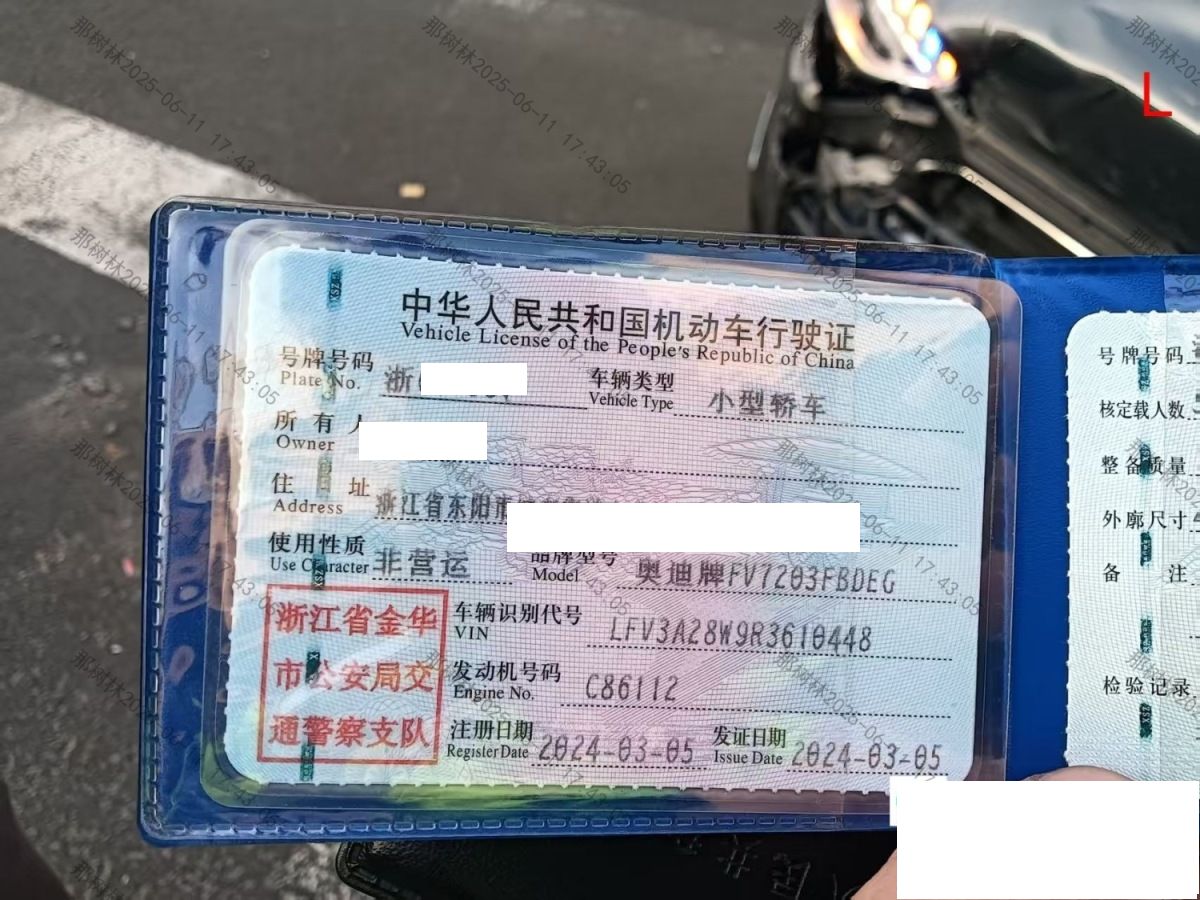 中华人民共和国机动车行驶证
Vehicle License of the People's Republic of China
号牌号码 浙
Plate No.
车辆类型 小型轿车
Vehicle Type
所有人
Owner
住址 浙江省东阳市
Address
使用性质 非营运
Use Character
品牌型号 奥迪牌FV7203FBDEG
Model
浙江省金华
市公安局交
通警察支队
车辆识别代号 LFV3A28W9R3610448
VIN
发动机号码 C86112
Engine No.
注册日期 2024-03-05
Register Date
发证日期 2024-03-05
Issue Date
号牌号码
核定载人数
整备质量
外廓尺寸
备注
检验记录
那树林2025-06-11 17:43:05
L